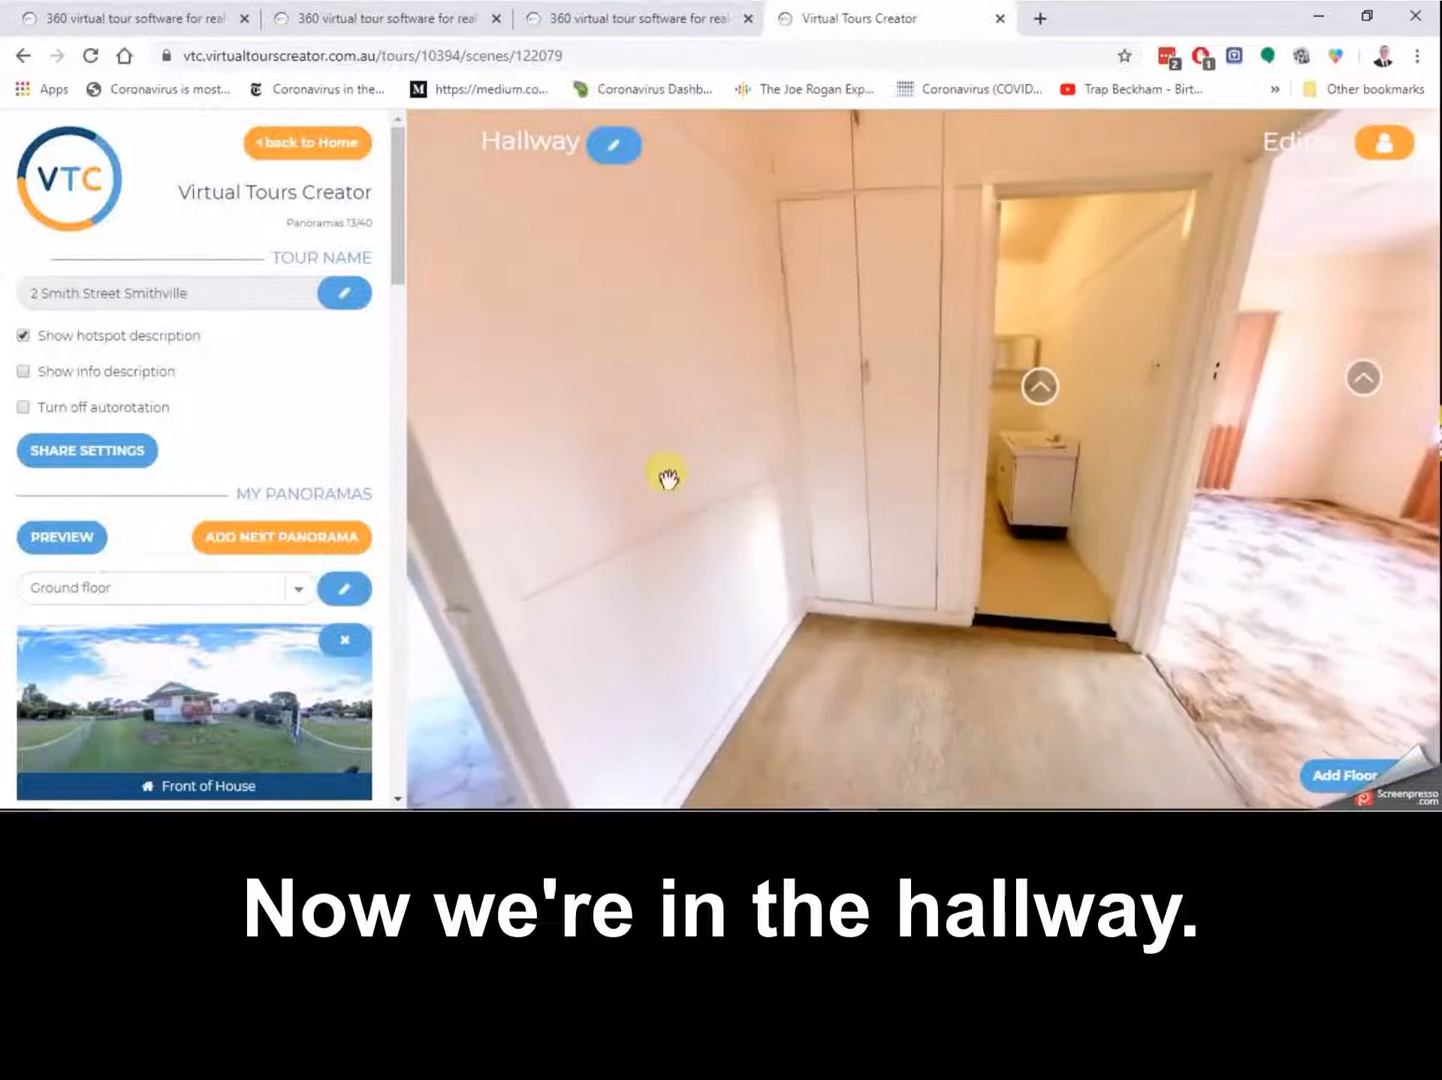 360 virtual tour software for real
360 virtual tour software for real
360 virtual tour software for real
Virtual Tours Creator
vtc.virtualtourscreator.com.au/tours/10394/scenes/122079
2
1
Apps
Coronavirus is most...
Coronavirus in the...
https://medium.co...
Coronavirus Dashb...
The Joe Rogan Exp...
Coronavirus (COVID...
Trap Beckham - Birt...
»
Other bookmarks
VTC
back to Home
Virtual Tours Creator
Panoramas 13/40
TOUR NAME
2 Smith Street Smithville
Show hotspot description
Show info description
Turn off autorotation
SHARE SETTINGS
MY PANORAMAS
PREVIEW
ADD NEXT PANORAMA
Ground floor
Front of House
Hallway
Add Floor
Screenpresso
.com
Now we're in the hallway.